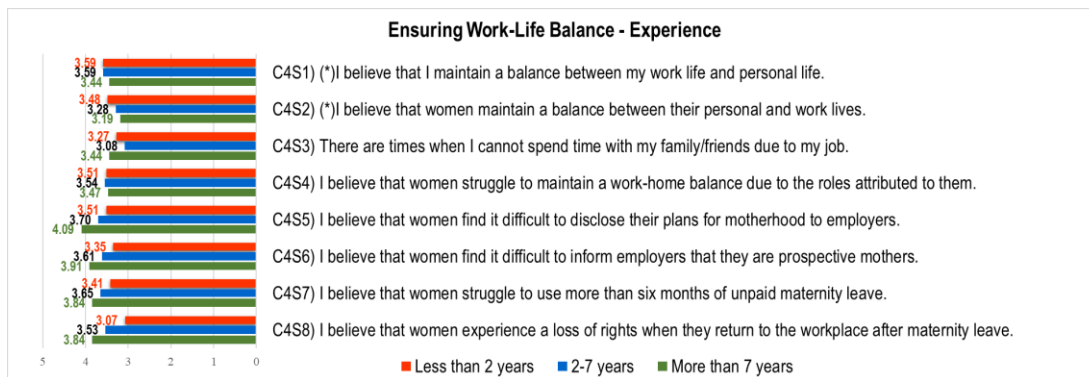 Ensuring Work-Life Balance - Experience
3.59
3.59
3.44
C4S1) (*)I believe that I maintain a balance between my work life and personal life.
3.48
3.28
3.19
C4S2) (*)I believe that women maintain a balance between their personal and work lives.
3.27
3.08
3.44
C4S3) There are times when I cannot spend time with my family/friends due to my job.
3.51
3.54
3.47
C4S4) I believe that women struggle to maintain a work-home balance due to the roles attributed to them.
3.51
3.70
4.09
C4S5) I believe that women find it difficult to disclose their plans for motherhood to employers.
3.35
3.61
3.91
C4S6) I believe that women find it difficult to inform employers that they are prospective mothers.
3.41
3.65
3.84
C4S7) I believe that women struggle to use more than six months of unpaid maternity leave.
3.07
3.53
3.84
C4S8) I believe that women experience a loss of rights when they return to the workplace after maternity leave.
5 4 3 2 1 0
Less than 2 years 2-7 years More than 7 years